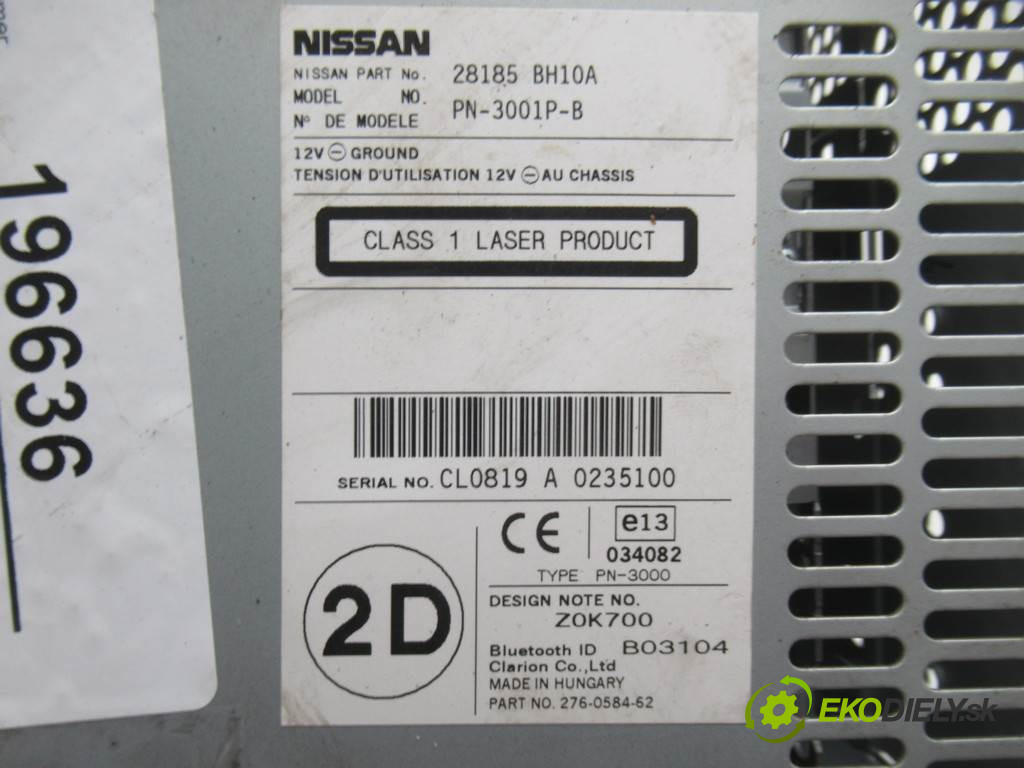 196636
NISSAN
NISSAN PART No. 28185 BH10A
MODEL NO.
N° DE MODELE PN-3001P-B
12V ⊖ GROUND
TENSION D'UTILISATION 12V ⊖ AU CHASSIS
CLASS 1 LASER PRODUCT
SERIAL NO. CL0819 A 0235100
2D
CE e13
034082
TYPE PN-3000
DESIGN NOTE NO.
Z0K700
Bluetooth ID B03104
Clarion Co.,Ltd
MADE IN HUNGARY
PART NO. 276-0584-62
EKODIELY.sk